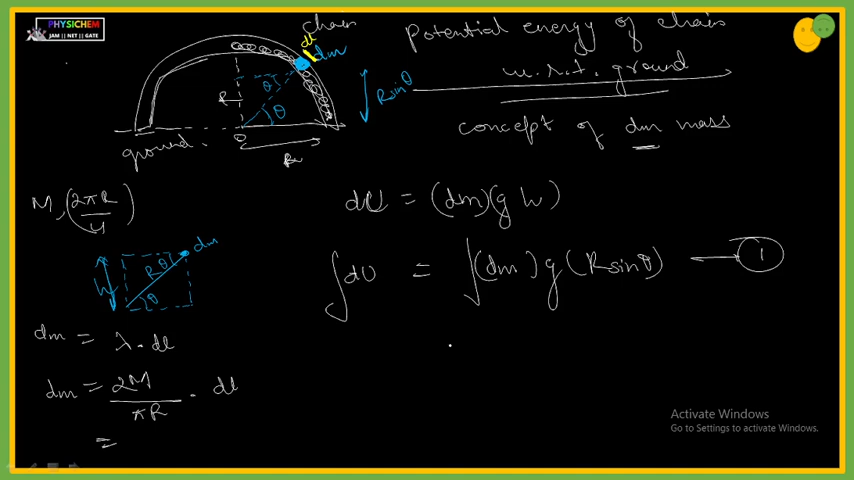 PHYSICHEM
JAM || NET || GATE
chain
dl
dm
Potential energy of chain
w.r.t. ground
concept of dm mass
θ
θ
R
R sinθ
O
R
ground.
M, (2πR/4)
dU = (dm)(g h)
dm
h
R
θ
θ
∫dU = ∫(dm) g (R sinθ) ← 1
dm = λ · dl
dm = 2M/πR · dl
=
Activate Windows
Go to Settings to activate Windows.